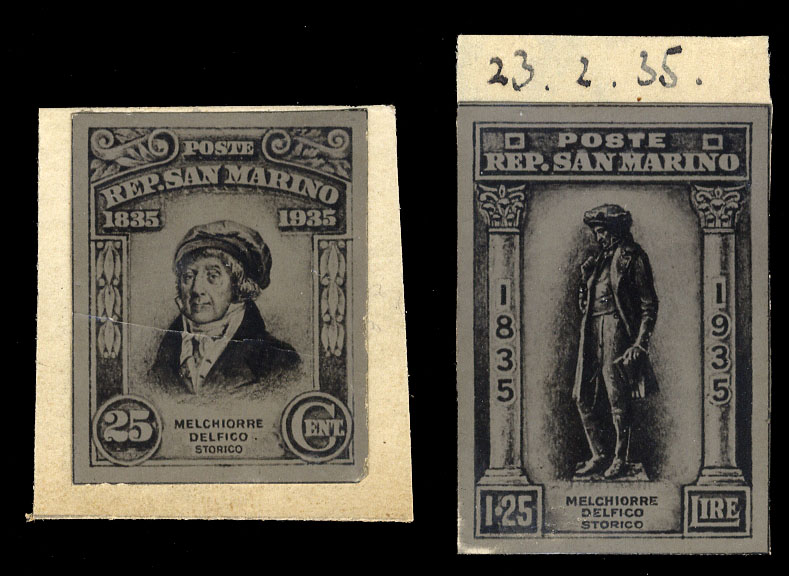 POSTE
REP. SAN MARINO
1835 1935
25 CENT.
MELCHIORRE
DELFICO
STORICO
23. 2. 35.
POSTE
REP. SAN MARINO
1835
1935
1·25
MELCHIORRE
DELFICO
STORICO
LIRE